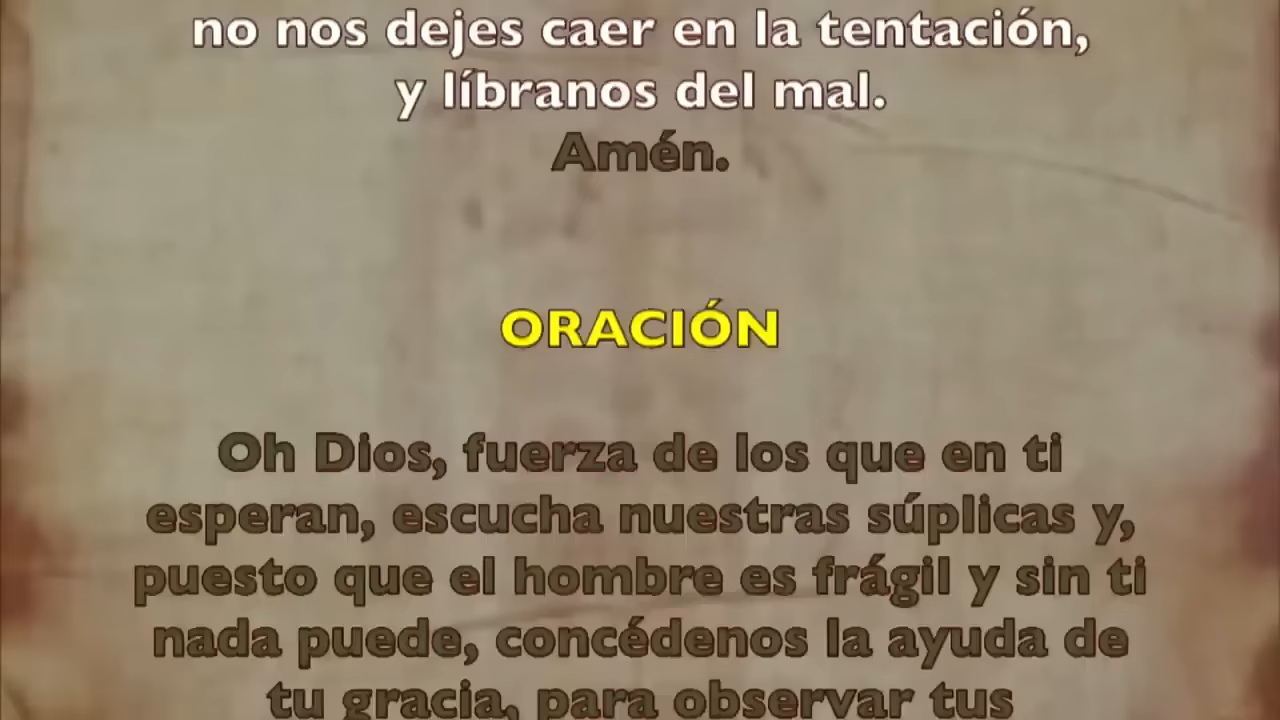 no nos dejes caer en la tentación,
y líbranos del mal.
Amén.
ORACIÓN
Oh Dios, fuerza de los que en ti
esperan, escucha nuestras súplicas y,
puesto que el hombre es frágil y sin ti
nada puede, concédenos la ayuda de
tu gracia, para observar tus